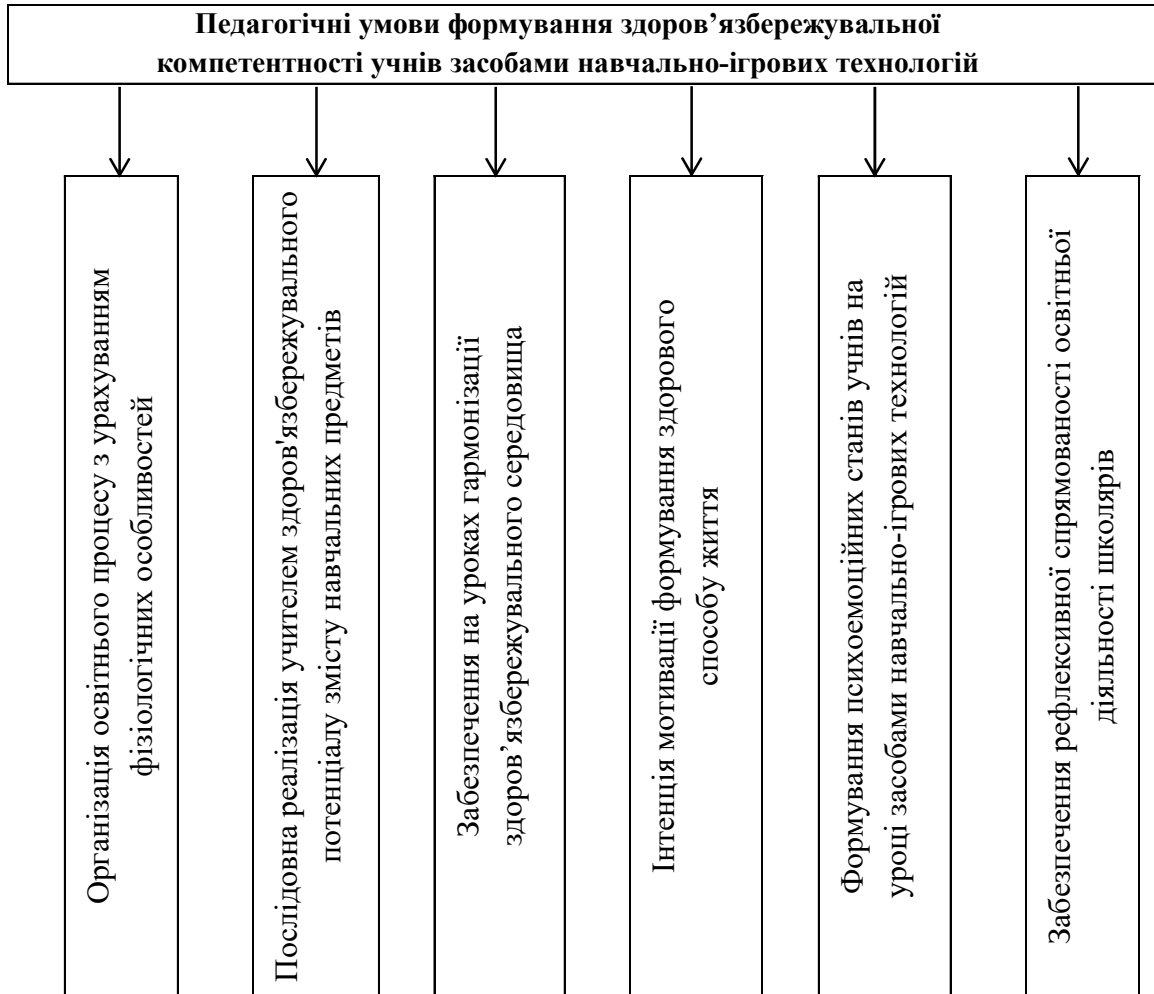 Педагогічні умови формування здоров’язбережувальної
компетентності учнів засобами навчально-ігрових технологій
Організація освітнього процесу з урахуванням
фізіологічних особливостей
Послідовна реалізація учителем здоров'язбережувального
потенціалу змісту навчальних предметів
Забезпечення на уроках гармонізації
здоров’язбережувального середовища
Інтенція мотивації формування здорового
способу життя
Формування психоемоційних станів учнів на
уроці засобами навчально-ігрових технологій
Забезпечення рефлексивної спрямованості освітньої
діяльності школярів